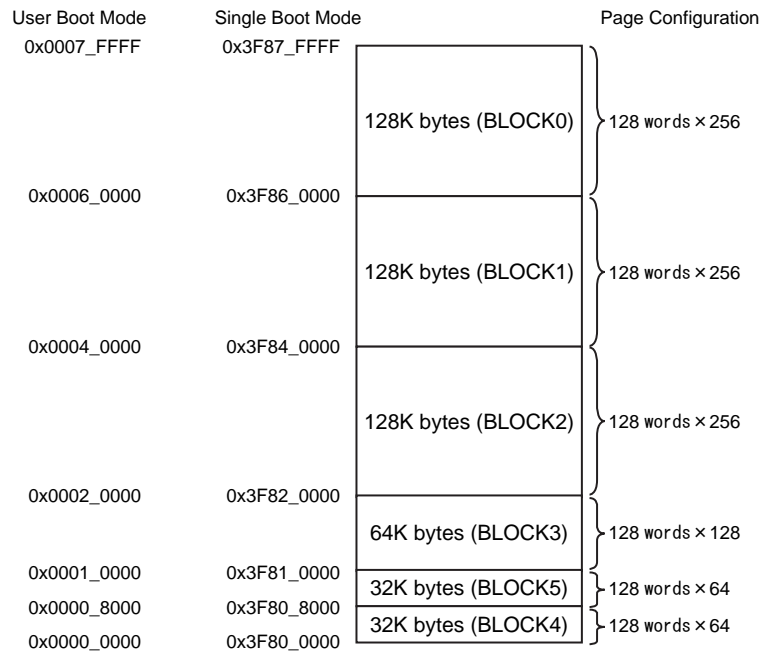 User Boot Mode Single Boot Mode Page Configuration
0x0007_FFFF 0x3F87_FFFF
128K bytes (BLOCK0) 128 words×256
0x0006_0000 0x3F86_0000
128K bytes (BLOCK1) 128 words×256
0x0004_0000 0x3F84_0000
128K bytes (BLOCK2) 128 words×256
0x0002_0000 0x3F82_0000
64K bytes (BLOCK3) 128 words×128
0x0001_0000 0x3F81_0000
32K bytes (BLOCK5) 128 words×64
0x0000_8000 0x3F80_8000
32K bytes (BLOCK4) 128 words×64
0x0000_0000 0x3F80_0000